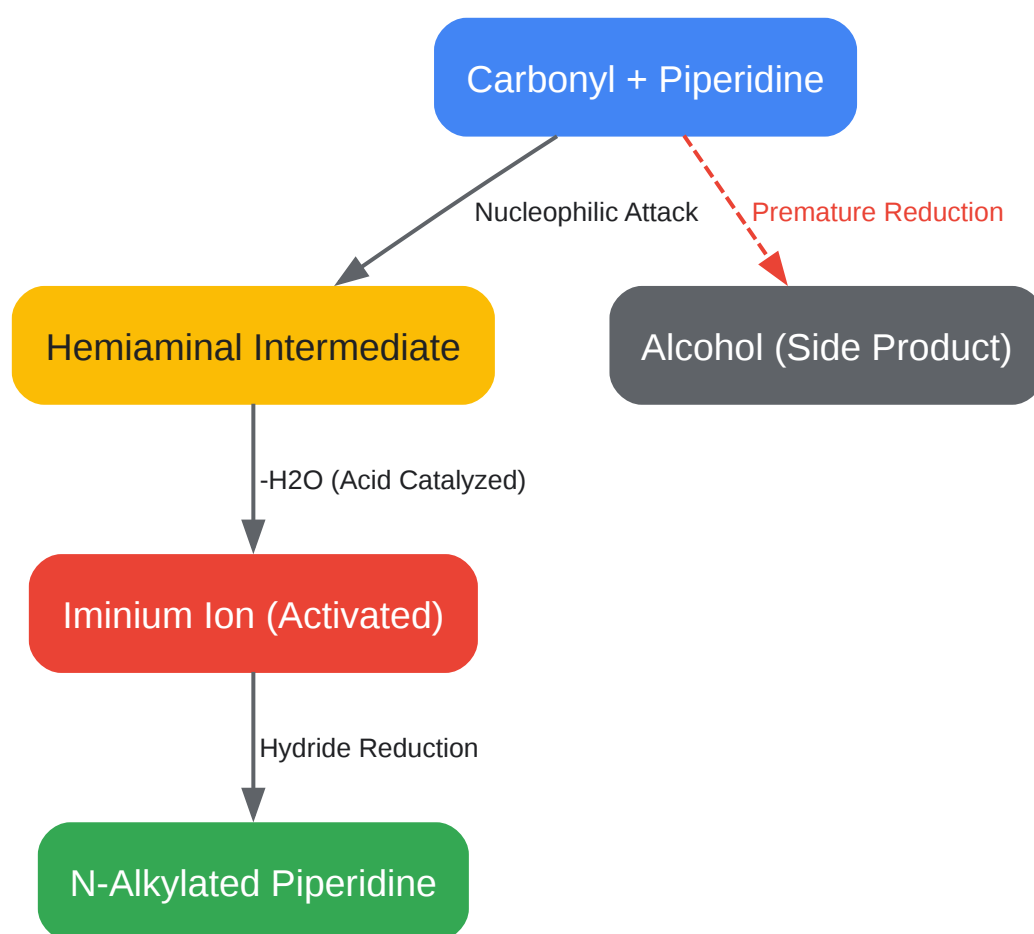 Carbonyl + Piperidine
Nucleophilic Attack
Premature Reduction
Hemiaminal Intermediate
Alcohol (Side Product)
-H2O (Acid Catalyzed)
Iminium Ion (Activated)
Hydride Reduction
N-Alkylated Piperidine